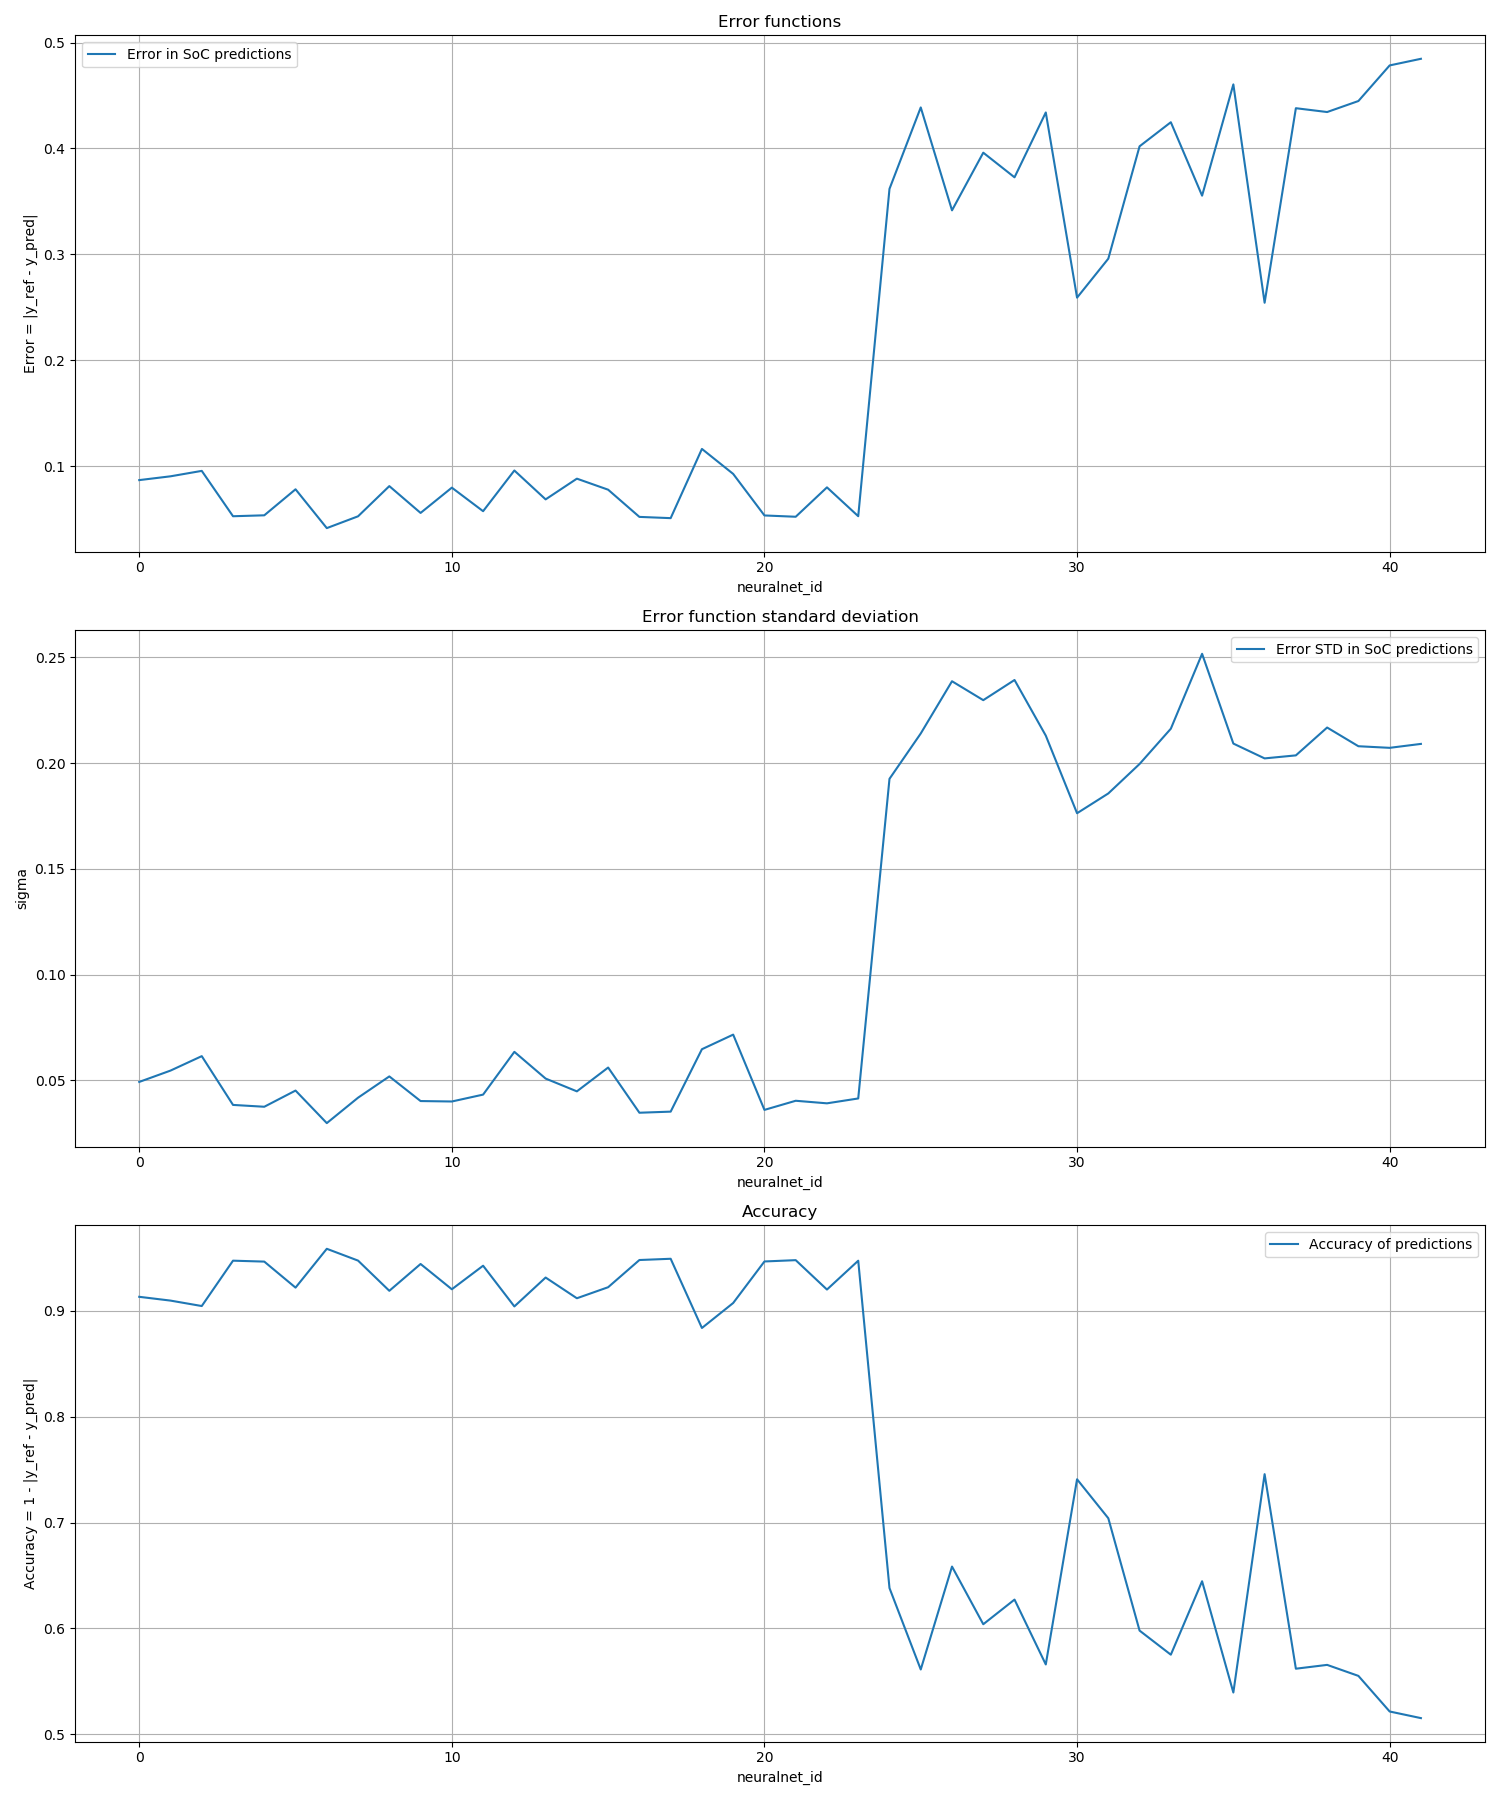 Error functions
Error in SoC predictions
Error = |y_ref - y_pred|
0.5
0.4
0.3
0.2
0.1
0 10 20 30 40
neuralnet_id
Error function standard deviation
Error STD in SoC predictions
sigma
0.25
0.20
0.15
0.10
0.05
0 10 20 30 40
neuralnet_id
Accuracy
Accuracy of predictions
Accuracy = 1 - |y_ref - y_pred|
0.9
0.8
0.7
0.6
0.5
0 10 20 30 40
neuralnet_id